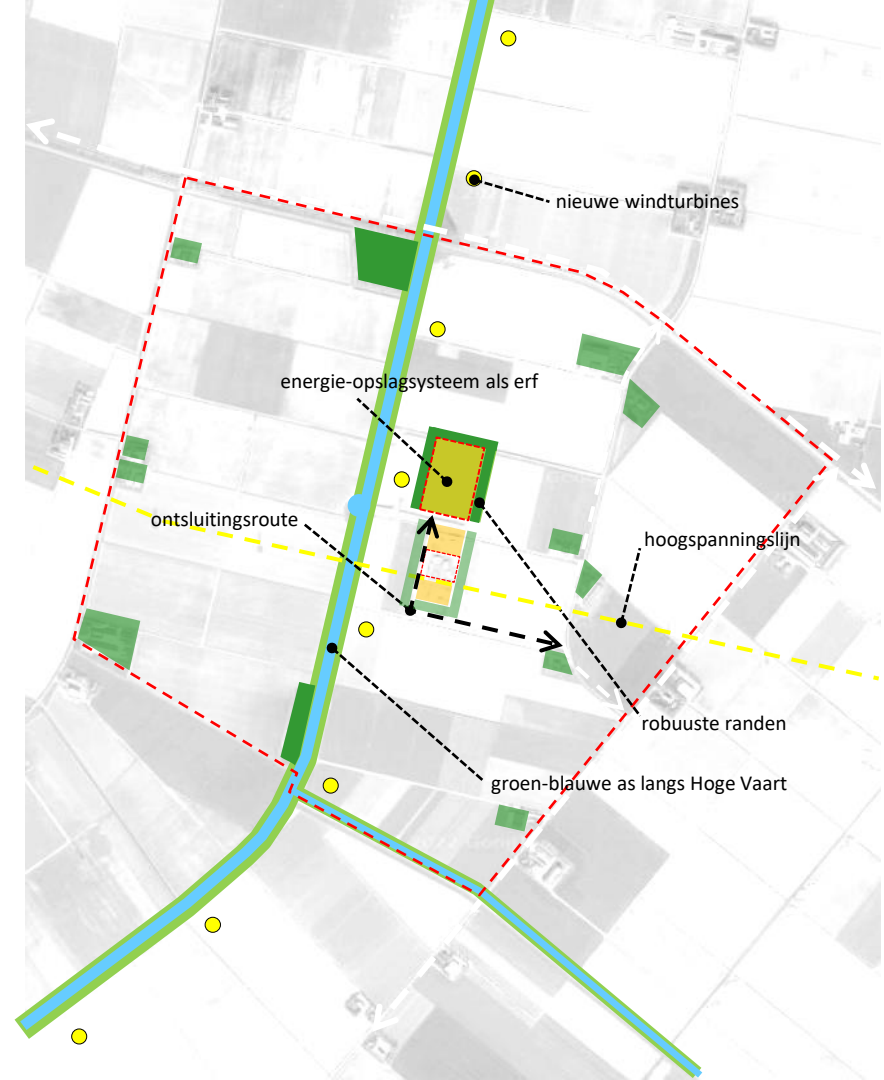 nieuwe windturbines
energie-opslagsysteem als erf
ontsluitingsroute
hoogspanningslijn
robuuste randen
groen-blauwe as langs Hoge Vaart